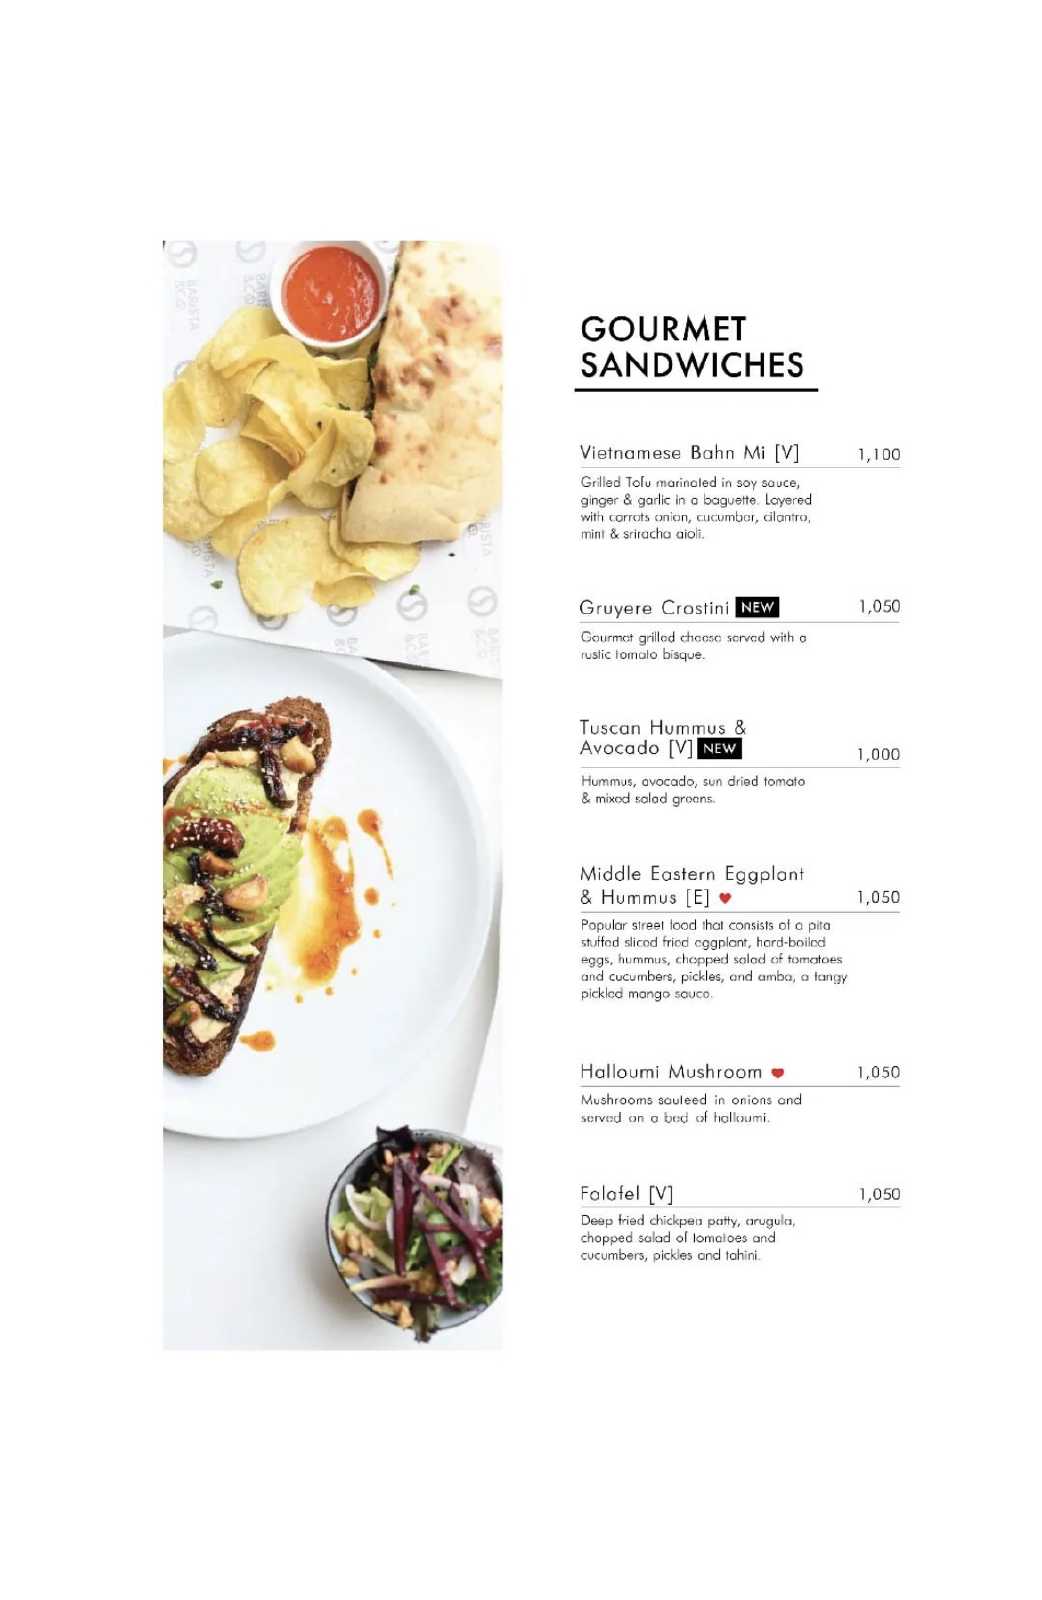 BARISTA
& CO
GOURMET
SANDWICHES
Vietnamese Bahn Mi [V] 1,100
Grilled Tofu marinated in soy sauce,
ginger & garlic in a baguette. Layered
with carrots onion, cucumber, cilantro,
mint & sriracha aioli.
Gruyere Crostini NEW 1,050
Gourmet grilled cheese served with a
rustic tomato bisque.
Tuscan Hummus &
Avocado [V] NEW 1,000
Hummus, avocado, sun dried tomato
& mixed salad greens.
Middle Eastern Eggplant
& Hummus [E] 1,050
Popular street food that consists of a pita
stuffed sliced fried eggplant, hard-boiled
eggs, hummus, chopped salad of tomatoes
and cucumbers, pickles, and amba, a tangy
pickled mango sauce.
Halloumi Mushroom 1,050
Mushrooms sauteed in onions and
served on a bed of halloumi.
Falafel [V] 1,050
Deep fried chickpea patty, arugula,
chopped salad of tomatoes and
cucumbers, pickles and tahini.